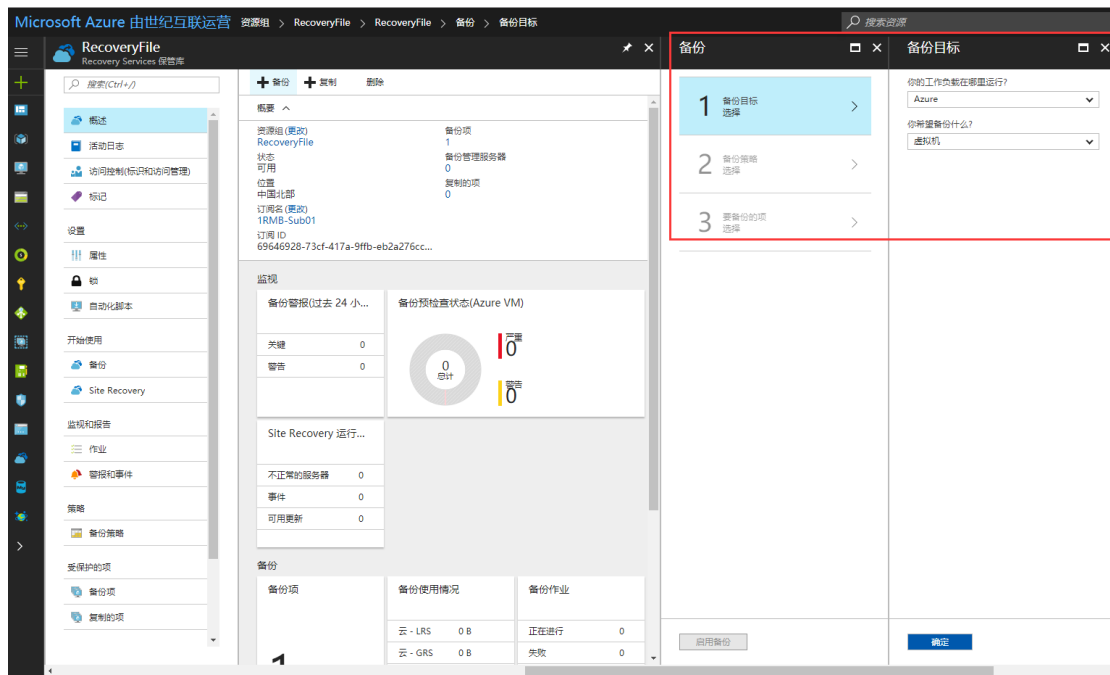 Microsoft Azure 由世纪互联运营 资源组 > RecoveryFile > RecoveryFile > 备份 > 备份目标
搜索资源
RecoveryFile
Recovery Services 保管库
搜索(Ctrl+/)
概述
活动日志
访问控制(标识和访问管理)
标记
设置
属性
锁
自动化脚本
开始使用
备份
Site Recovery
监视和报告
作业
警报和事件
策略
备份策略
受保护的项
备份项
复制的项
备份 复制 删除
概要
资源组 (更改)
RecoveryFile
状态
可用
位置
中国北部
订阅名 (更改)
1RMB-Sub01
订阅 ID
69646928-73cf-417a-9ffb-eb2a276cc...
备份项
1
备份管理服务器
0
复制的项
0
监视
备份警报(过去 24 小...
关键 0
警告 0
备份预检查状态(Azure VM)
0
总计
严重
0
警告
0
Site Recovery 运行...
不正常的服务器 0
事件 0
可用更新 0
备份
备份项
1
备份使用情况
云 - LRS 0 B
云 - GRS 0 B
备份作业
正在进行 0
失败 0
备份
1 备份目标
选择
2 备份策略
选择
3 要备份的项
选择
启用备份
备份目标
你的工作负载在哪里运行?
Azure
你希望备份什么?
虚拟机
确定